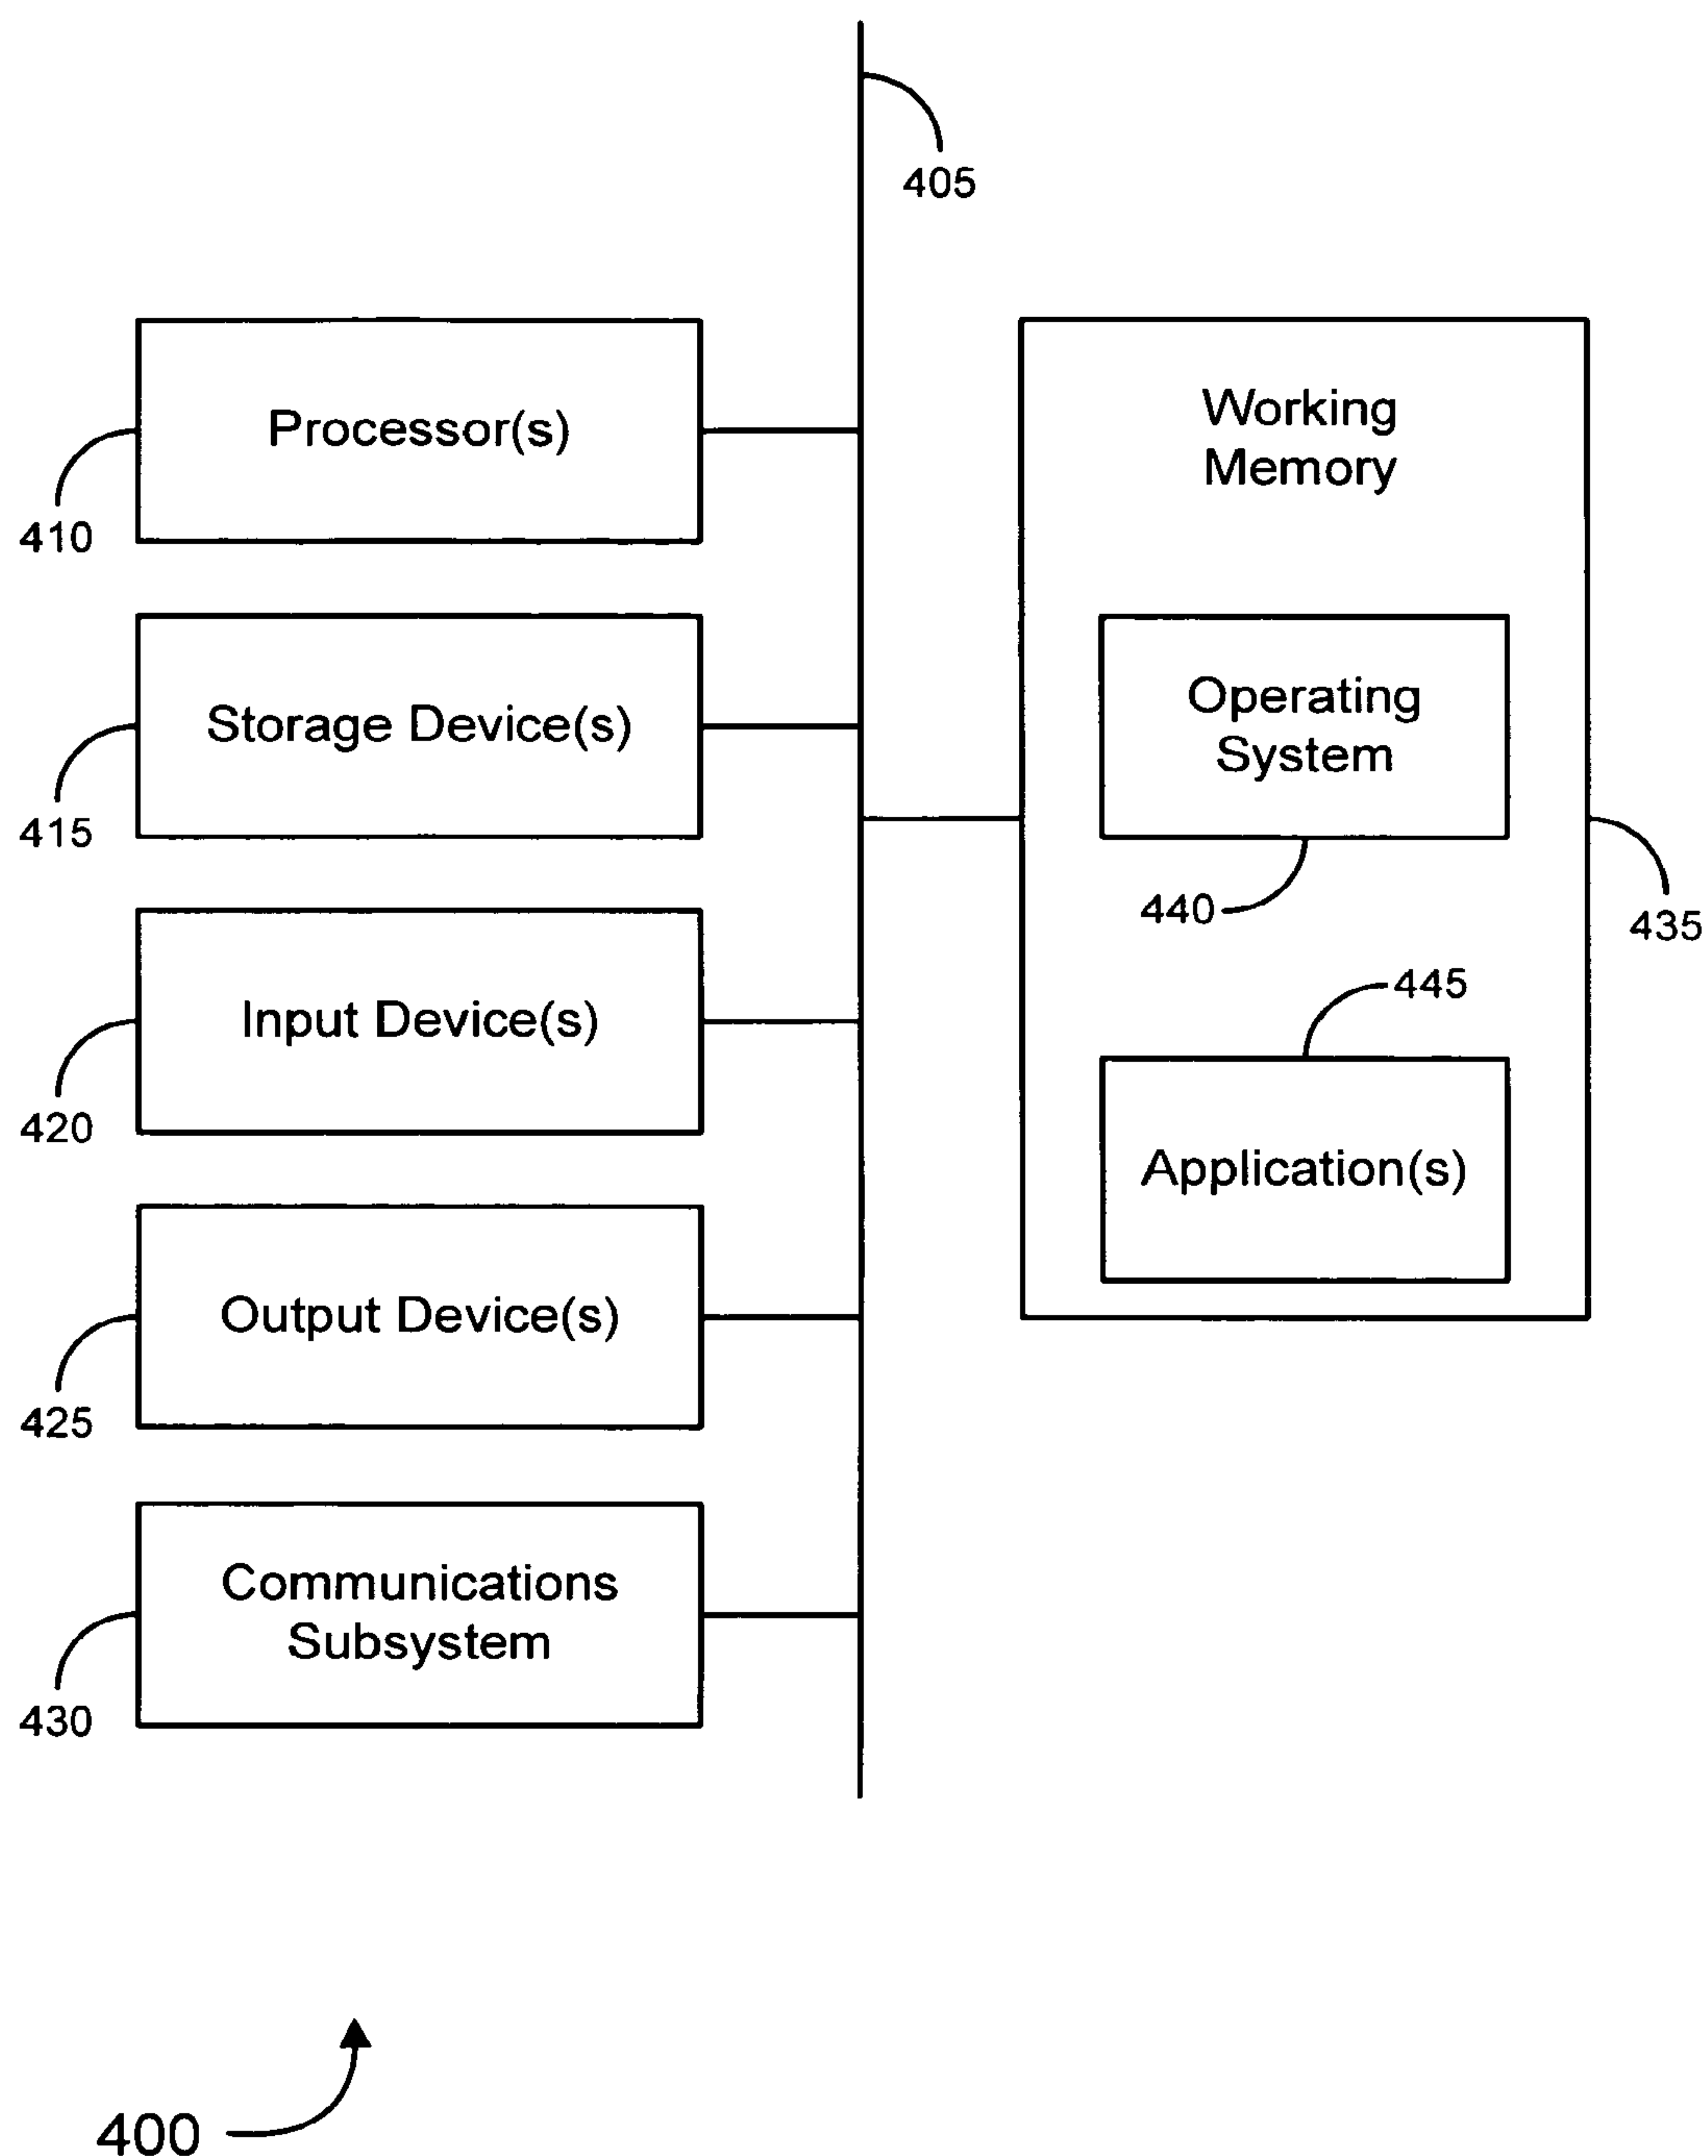 405
Processor(s)
410
Working
Memory
Storage Device(s)
415
Operating
System
440
435
Input Device(s)
420
445
Application(s)
Output Device(s)
425
Communications
Subsystem
430
400